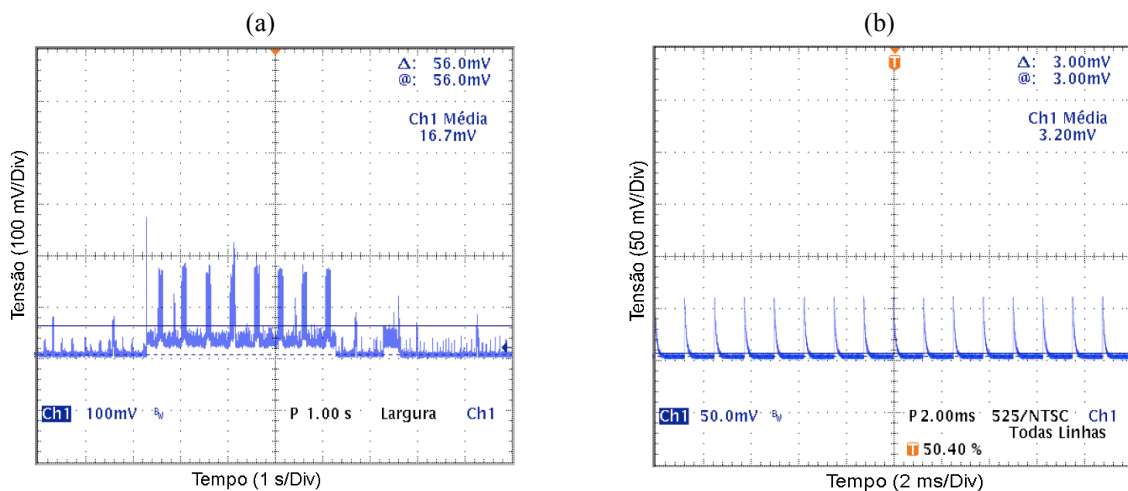 (a)
Δ: 56.0mV
@: 56.0mV
Ch1 Média
16.7mV
Tensão (100 mV/Div)
Ch1 100mV BW P 1.00 s Largura Ch1
Tempo (1 s/Div)
(b)
T
Δ: 3.00mV
@: 3.00mV
Ch1 Média
3.20mV
Tensão (50 mV/Div)
Ch1 50.0mV BW P 2.00ms 525/NTSC Ch1
Todas Linhas
T 50.40 %
Tempo (2 ms/Div)